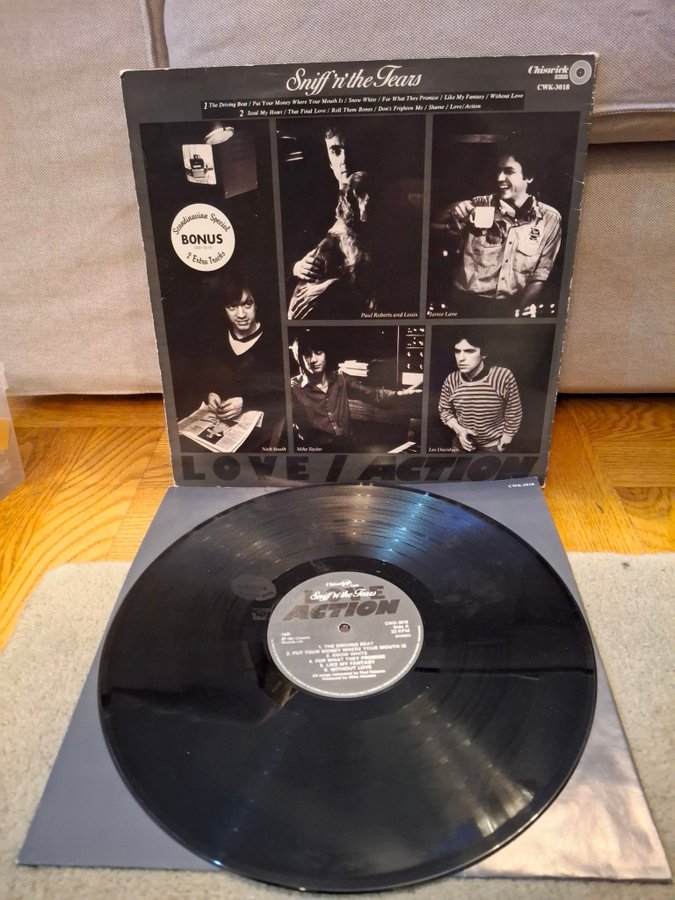 Sniff 'n' the Tears
Chiswick
CWK-3018
1 The Driving Beat / Put Your Money Where Your Mouth Is / Snow White / For What They Promise / Like My Fantasy / Without Love
2 Steal My Heart / That Final Love / Roll Them Bones / Don't Frighten Me / Shame / Love/Action
Scandinavian Special
BONUS
2 Extra Tracks
Paul Roberts and Louis
Jamie Lane
Nick South
Mike Taylor
Les Davidson
LOVE / ACTION
CWK-3018
Chiswick
Sniff 'n' the Tears
ACTION
CWK-3018
Side A
33 RPM
STEREO
1. THE DRIVING BEAT
2. PUT YOUR MONEY WHERE YOUR MOUTH IS
3. SNOW WHITE
4. FOR WHAT THEY PROMISE
5. LIKE MY FANTASY
6. WITHOUT LOVE
All songs composed by Paul Roberts
Produced by Mike Howlett